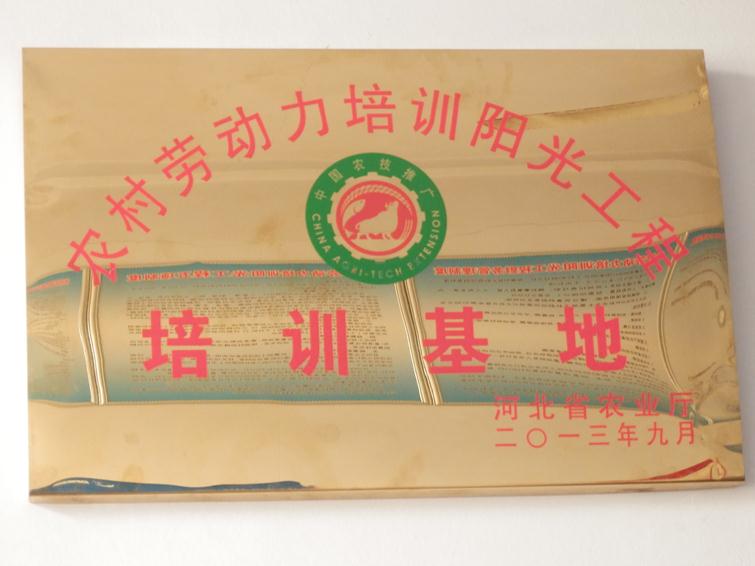 农村劳动力培训阳光工程
中国农技推广
CHINA AGRI-TECH EXTENSION
培训基地
河北省农业厅
二〇一三年九月